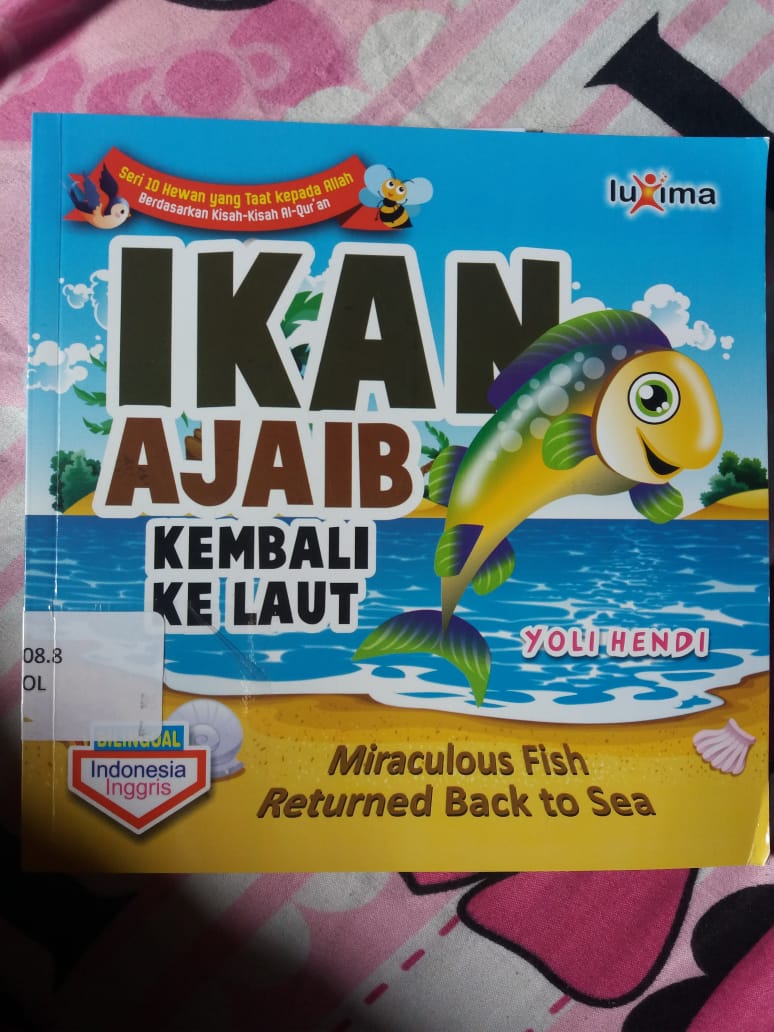 Seri 10 Hewan yang Taat kepada Allah
Berdasarkan Kisah-Kisah Al-Qur'an
luxima
IKAN
AJAIB
KEMBALI
KE LAUT
YOLI HENDI
08.8
OL
BILINGUAL
Indonesia
Inggris
Miraculous Fish
Returned Back to Sea